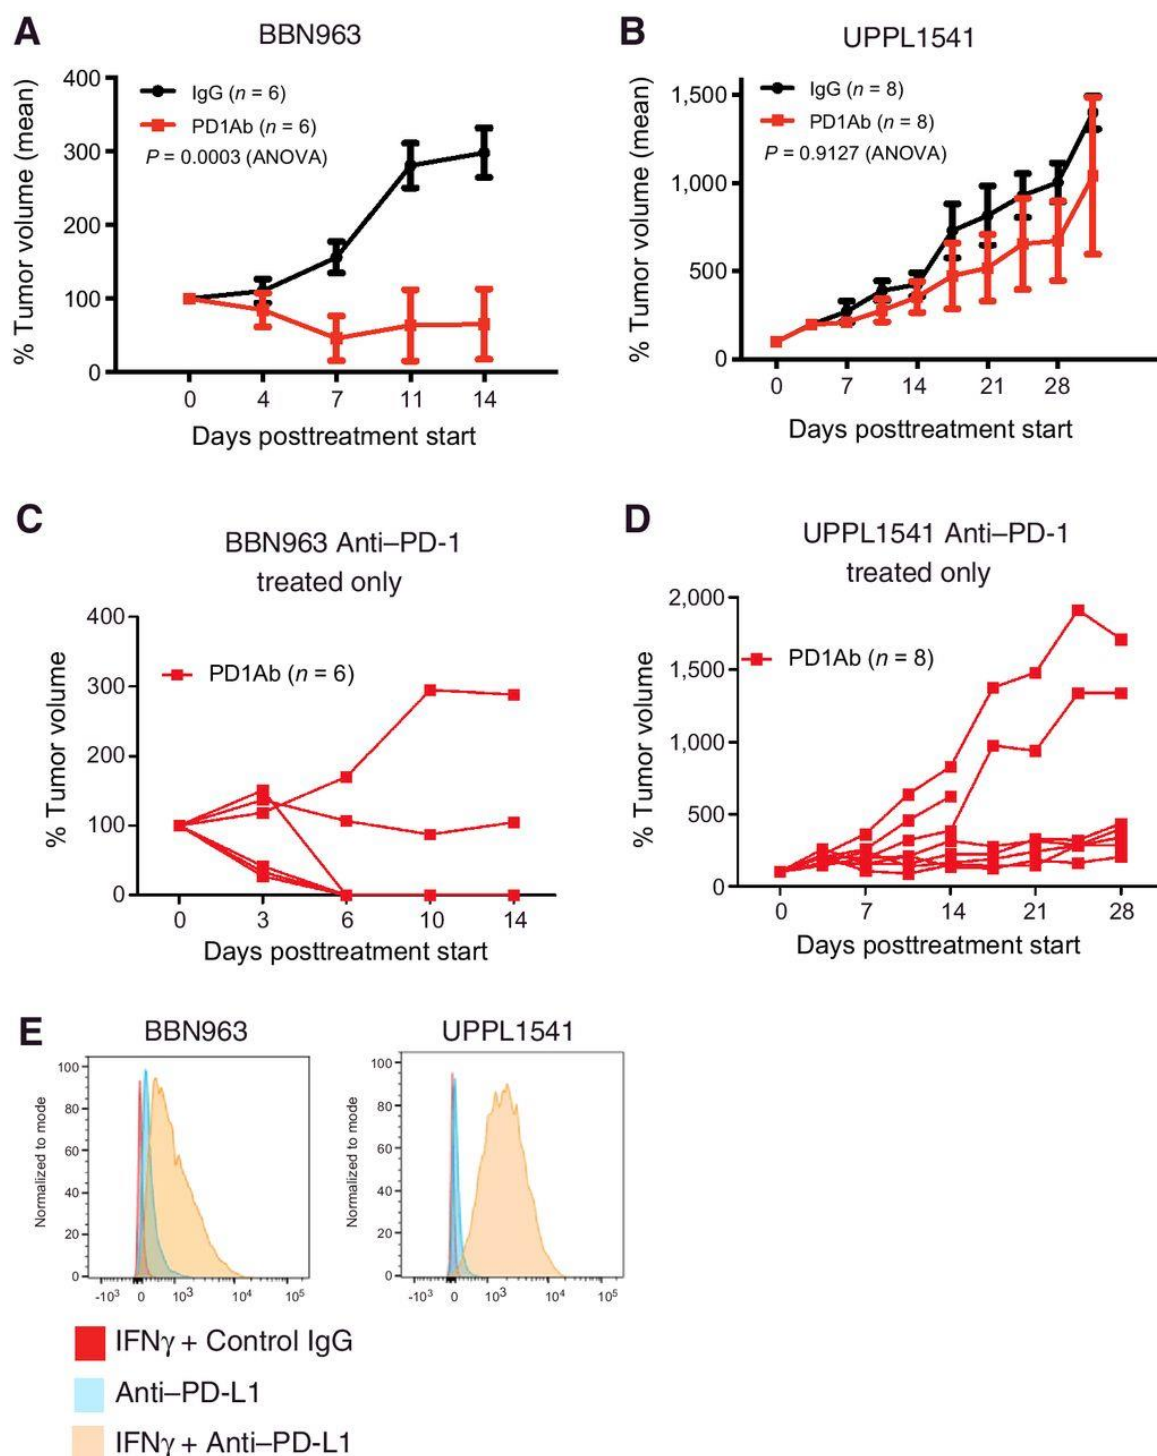 A
BBN963
% Tumor volume (mean)
400
300
200
100
0
IgG (n = 6)
PD1Ab (n = 6)
P = 0.0003 (ANOVA)
0 4 7 11 14
Days posttreatment start
B
UPPL1541
% Tumor volume (mean)
1,500
1,000
500
0
IgG (n = 8)
PD1Ab (n = 8)
P = 0.9127 (ANOVA)
0 7 14 21 28
Days posttreatment start
C
BBN963 Anti–PD-1
treated only
% Tumor volume
400
300
200
100
0
PD1Ab (n = 6)
0 3 6 10 14
Days posttreatment start
D
UPPL1541 Anti–PD-1
treated only
% Tumor volume
2,000
1,500
1,000
500
0
PD1Ab (n = 8)
0 7 14 21 28
Days posttreatment start
E
BBN963
Normalized to mode
100
80
60
40
20
0
-10³ 0 10³ 10⁴ 10⁵
UPPL1541
Normalized to mode
100
80
60
40
20
0
-10³ 0 10³ 10⁴ 10⁵
IFNγ + Control IgG
Anti–PD-L1
IFNγ + Anti–PD-L1